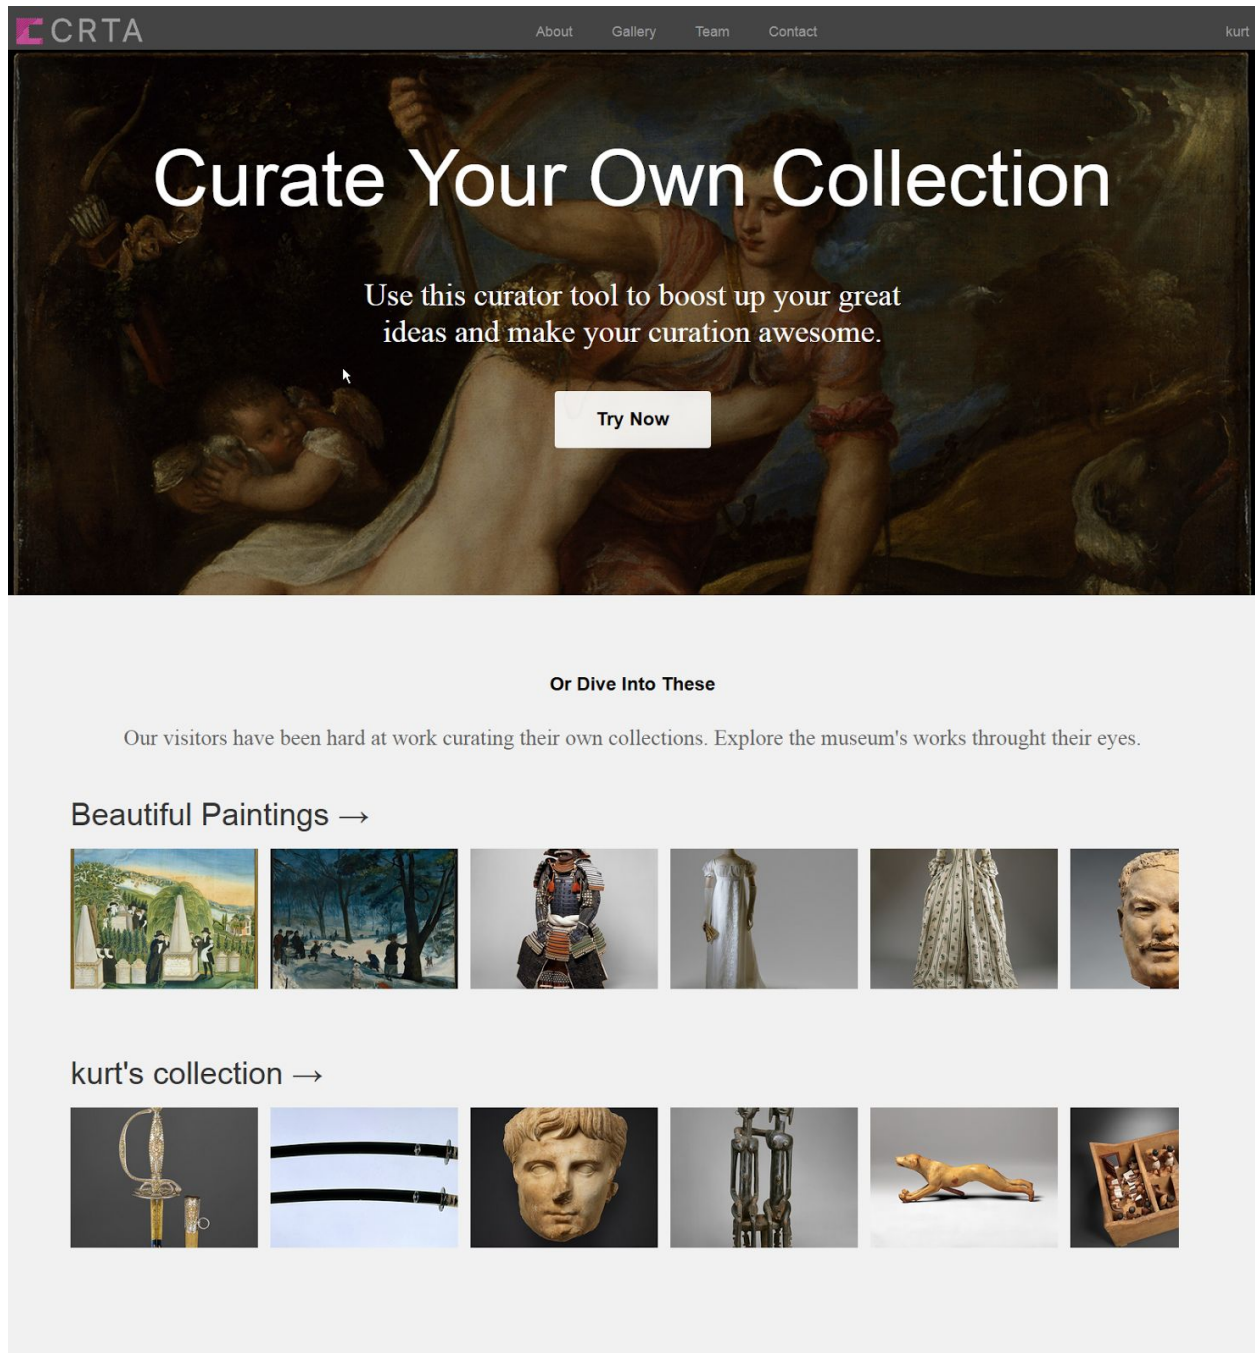 CRTA
About Gallery Team Contact kurt
Curate Your Own Collection
Use this curator tool to boost up your great
ideas and make your curation awesome.
Try Now
Or Dive Into These
Our visitors have been hard at work curating their own collections. Explore the museum's works throught their eyes.
Beautiful Paintings →
kurt's collection →